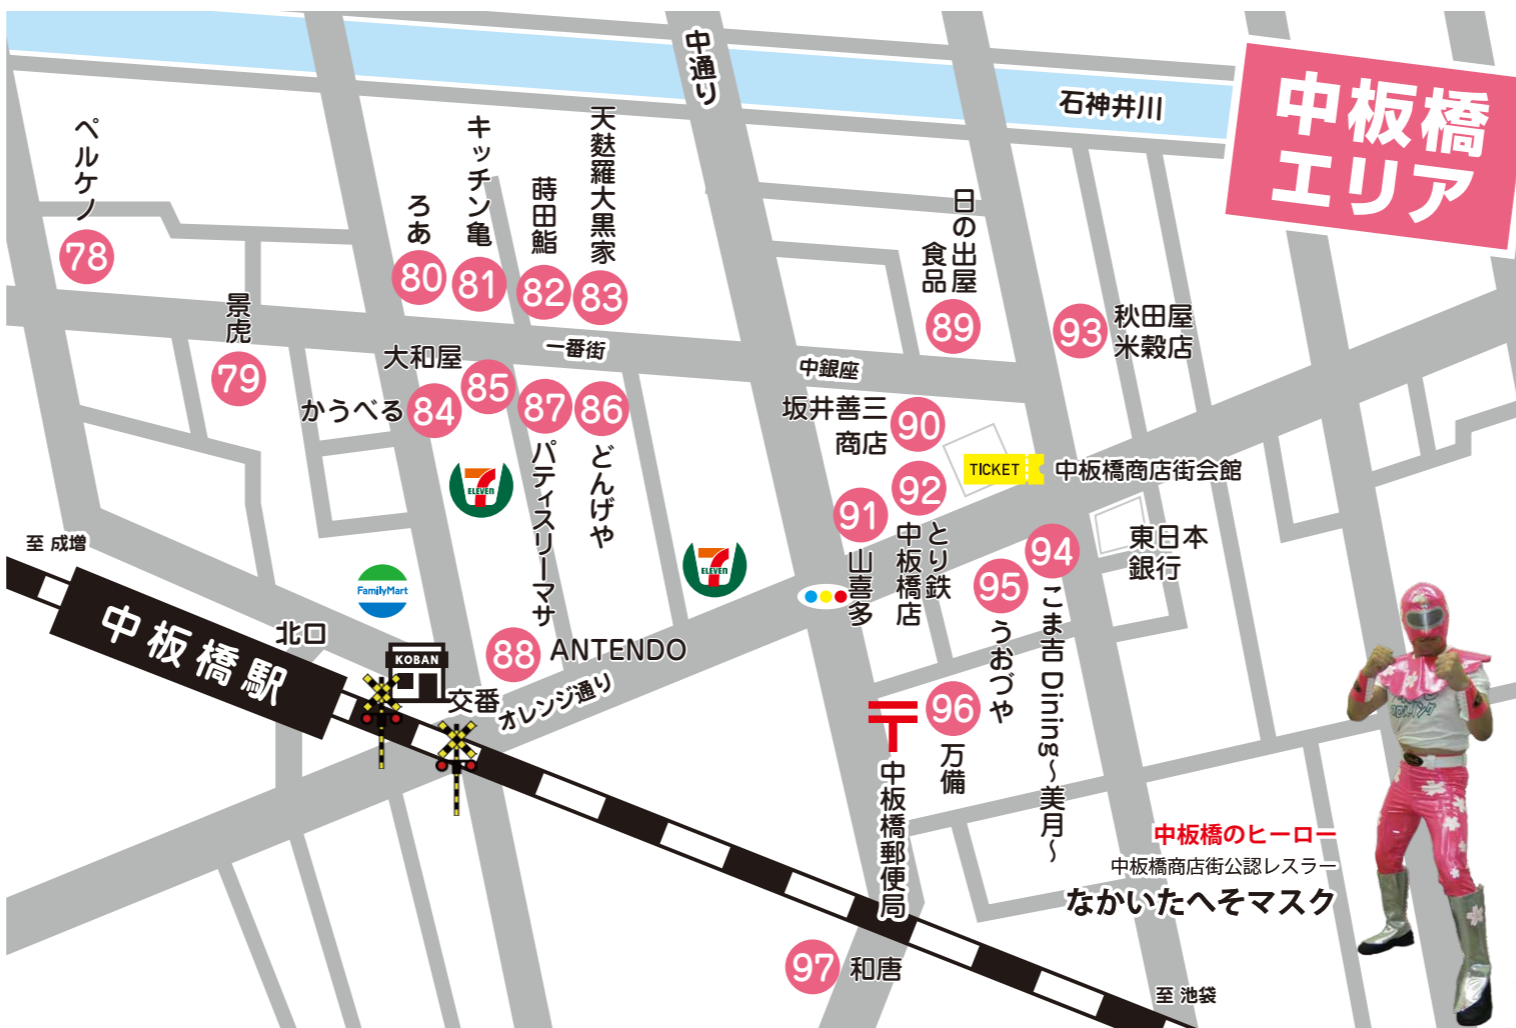 中板橋
エリア
中通り
石神井川
ペルケノ
78
景虎
79
ろあ
80
キッチン亀
81
蒔田鮨
82
天麩羅大黒家
83
一番街
大和屋
85
かうべる
84
87
パティスリーマサ
86
どんげや
日の出屋
食品
89
93
秋田屋
米穀店
中銀座
坂井善三
商店
90
TICKET
中板橋商店街会館
92
とり鉄
中板橋店
91
山喜多
94
こま吉 Dining～美月～
95
うおづや
東日本
銀行
7
ELEVEN
7
ELEVEN
FamilyMart
至 成増
中板橋駅
北口
KOBAN
交番
88
ANTENDO
オレンジ通り
96
万備
中板橋郵便局
97
和唐
至 池袋
中板橋のヒーロー
中板橋商店街公認レスラー
なかいたへそマスク